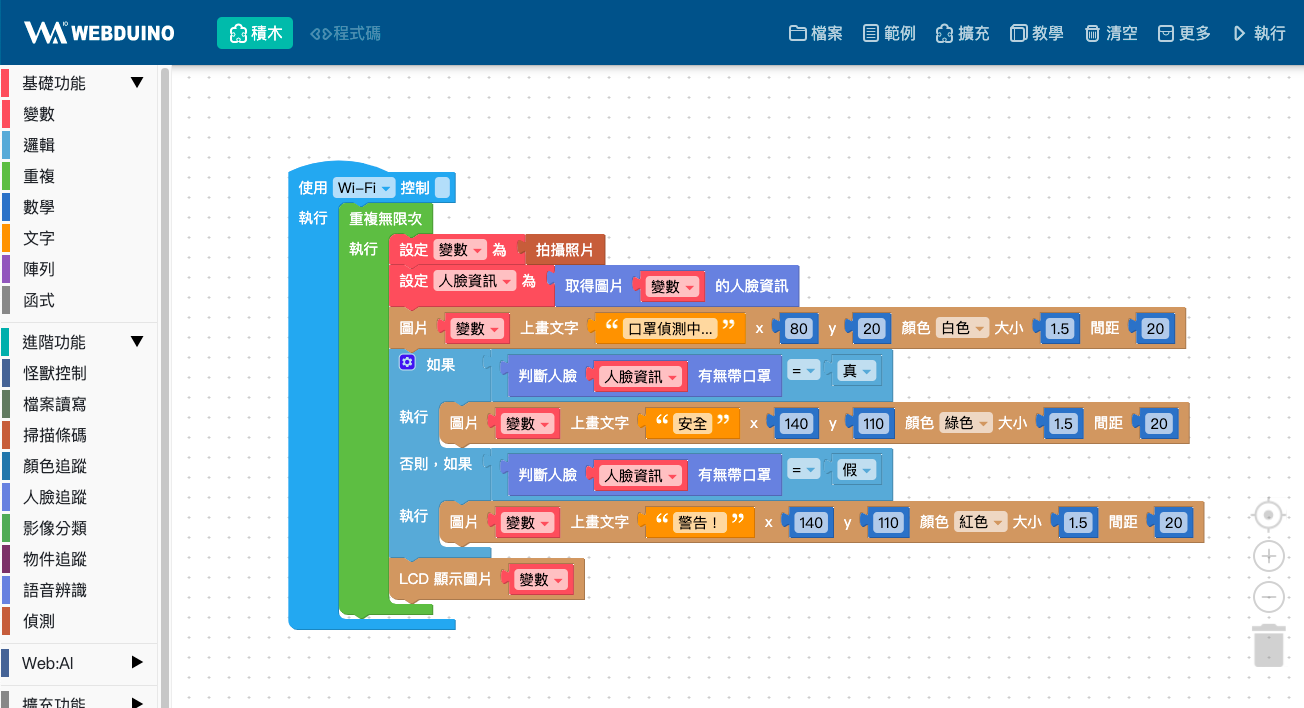 WEBDUINO 積木 程式碼 檔案 範例 擴充 教學 清空 更多 執行
基礎功能
變數
邏輯
重複
數學
文字
陣列
函式
進階功能
怪獸控制
檔案讀寫
掃描條碼
顏色追蹤
人臉追蹤
影像分類
物件追蹤
語音辨識
偵測
Web:AI
擴充功能
使用 Wi-Fi 控制
執行 重複無限次
執行 設定 變數 為 拍攝照片
設定 人臉資訊 為 取得圖片 變數 的人臉資訊
圖片 變數 上畫文字 “ 口罩偵測中... ” x 80 y 20 顏色 白色 大小 1.5 間距 20
如果 判斷人臉 人臉資訊 有無帶口罩 = 真
執行 圖片 變數 上畫文字 “ 安全 ” x 140 y 110 顏色 綠色 大小 1.5 間距 20
否則，如果 判斷人臉 人臉資訊 有無帶口罩 = 假
執行 圖片 變數 上畫文字 “ 警告！ ” x 140 y 110 顏色 紅色 大小 1.5 間距 20
LCD 顯示圖片 變數